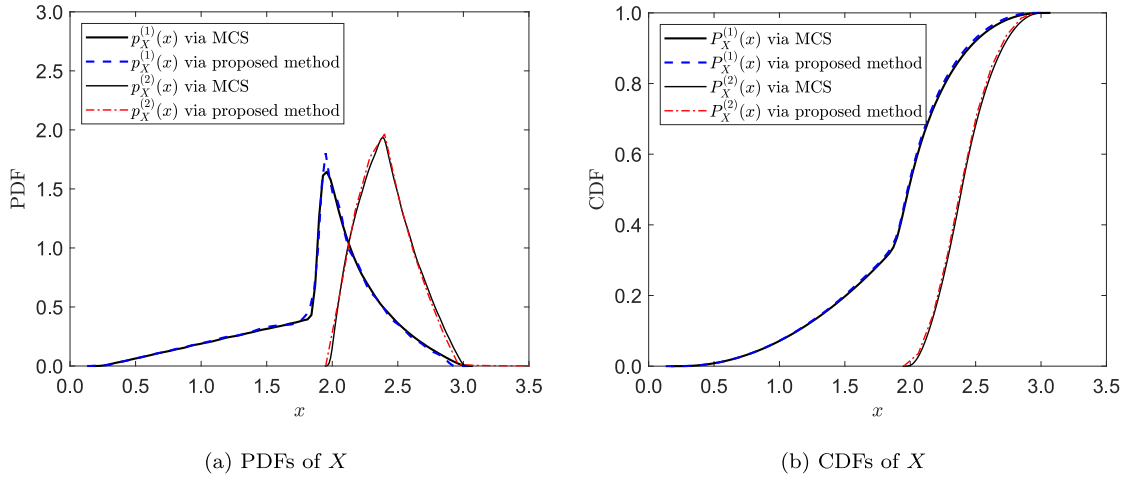 3.0
2.5
2.0
1.5
1.0
0.5
0.0
PDF
p_X^{(1)}(x) via MCS
p_X^{(1)}(x) via proposed method
p_X^{(2)}(x) via MCS
p_X^{(2)}(x) via proposed method
0.0 0.5 1.0 1.5 2.0 2.5 3.0 3.5
x
(a) PDFs of X
1.0
0.8
0.6
0.4
0.2
0.0
CDF
P_X^{(1)}(x) via MCS
P_X^{(1)}(x) via proposed method
P_X^{(2)}(x) via MCS
P_X^{(2)}(x) via proposed method
0.0 0.5 1.0 1.5 2.0 2.5 3.0 3.5
x
(b) CDFs of X